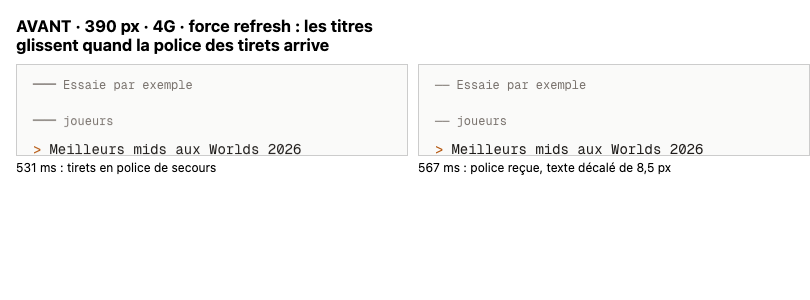 AVANT · 390 px · 4G · force refresh : les titres
glissent quand la police des tirets arrive
── Essaie par exemple
── joueurs
> Meilleurs mids aux Worlds 2026
531 ms : tirets en police de secours
── Essaie par exemple
── joueurs
> Meilleurs mids aux Worlds 2026
567 ms : police reçue, texte décalé de 8,5 px